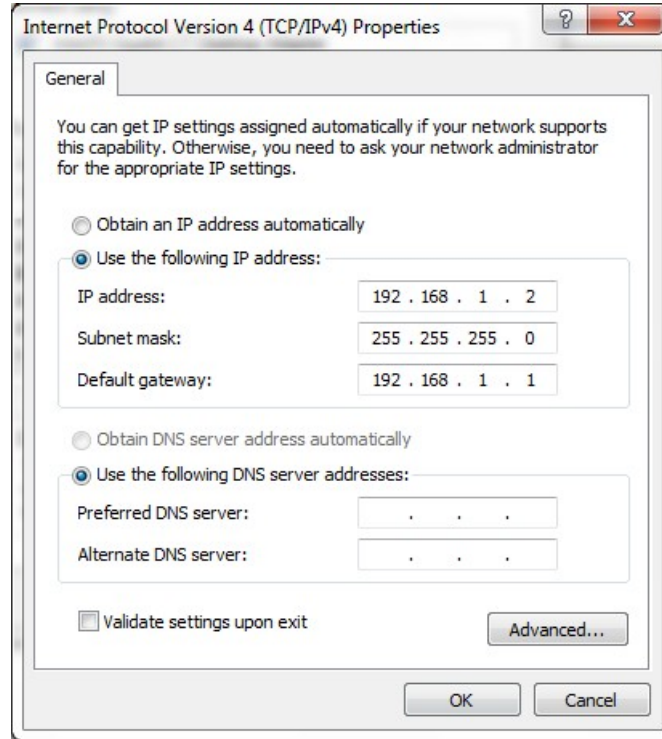 Internet Protocol Version 4 (TCP/IPv4) Properties
General
You can get IP settings assigned automatically if your network supports
this capability. Otherwise, you need to ask your network administrator
for the appropriate IP settings.
Obtain an IP address automatically
Use the following IP address:
IP address: 192 . 168 . 1 . 2
Subnet mask: 255 . 255 . 255 . 0
Default gateway: 192 . 168 . 1 . 1
Obtain DNS server address automatically
Use the following DNS server addresses:
Preferred DNS server: . . .
Alternate DNS server: . . .
Validate settings upon exit
Advanced...
OK Cancel